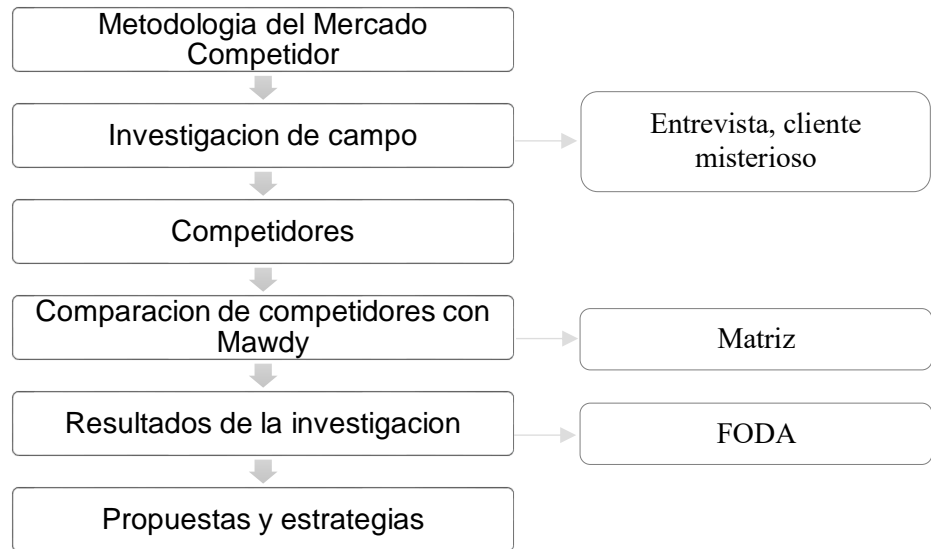 Metodologia del Mercado
Competidor
Investigacion de campo
Entrevista, cliente
misterioso
Competidores
Comparacion de competidores con
Mawdy
Matriz
Resultados de la investigacion
FODA
Propuestas y estrategias